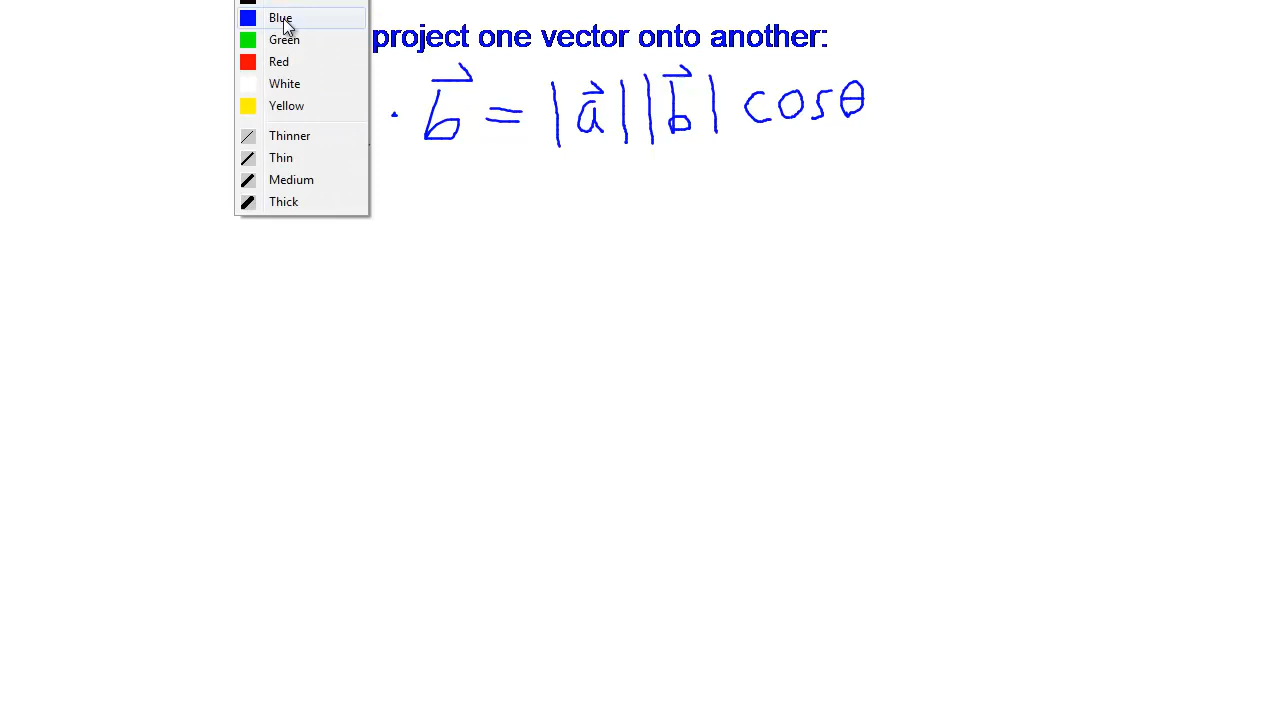 Blue
Green
Red
White
Yellow
Thinner
Thin
Medium
Thick
project one vector onto another:
· b⃗ = |a⃗||b⃗| cosθ